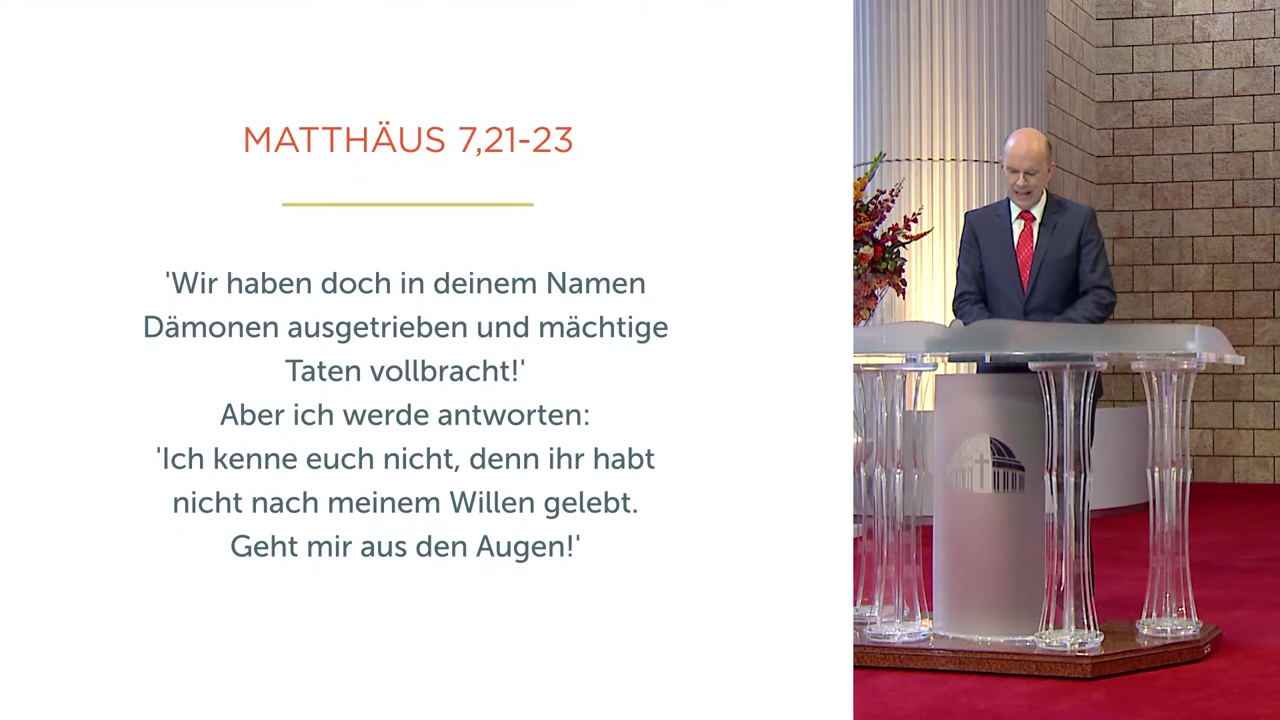 MATTHÄUS 7,21-23
'Wir haben doch in deinem Namen
Dämonen ausgetrieben und mächtige
Taten vollbracht!'
Aber ich werde antworten:
'Ich kenne euch nicht, denn ihr habt
nicht nach meinem Willen gelebt.
Geht mir aus den Augen!'